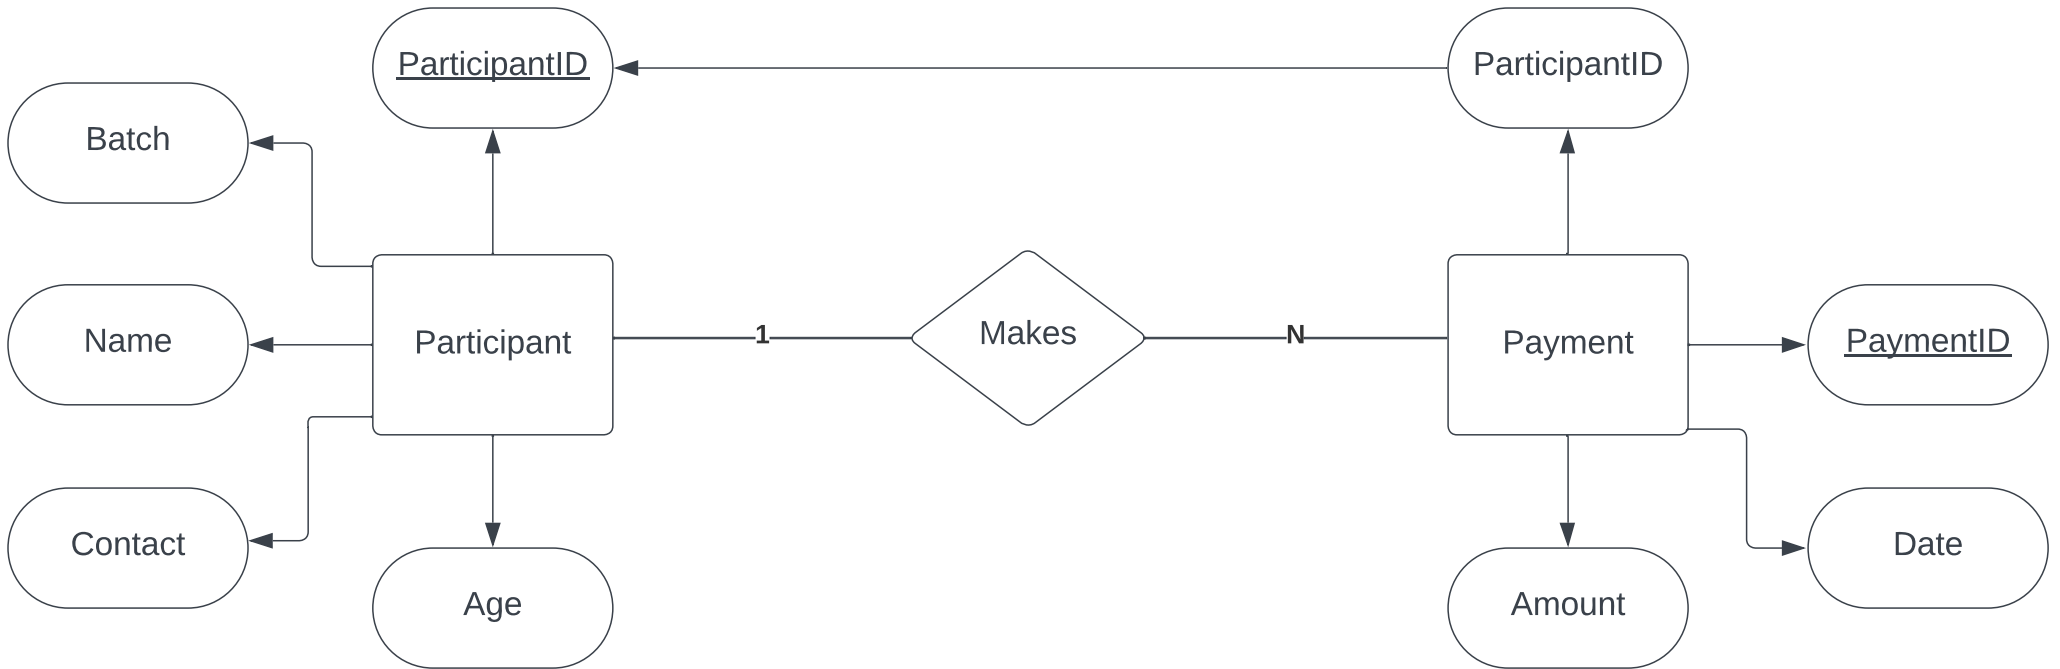 ParticipantID
ParticipantID
Batch
Name
Participant
1
Makes
N
Payment
PaymentID
Contact
Date
Age
Amount